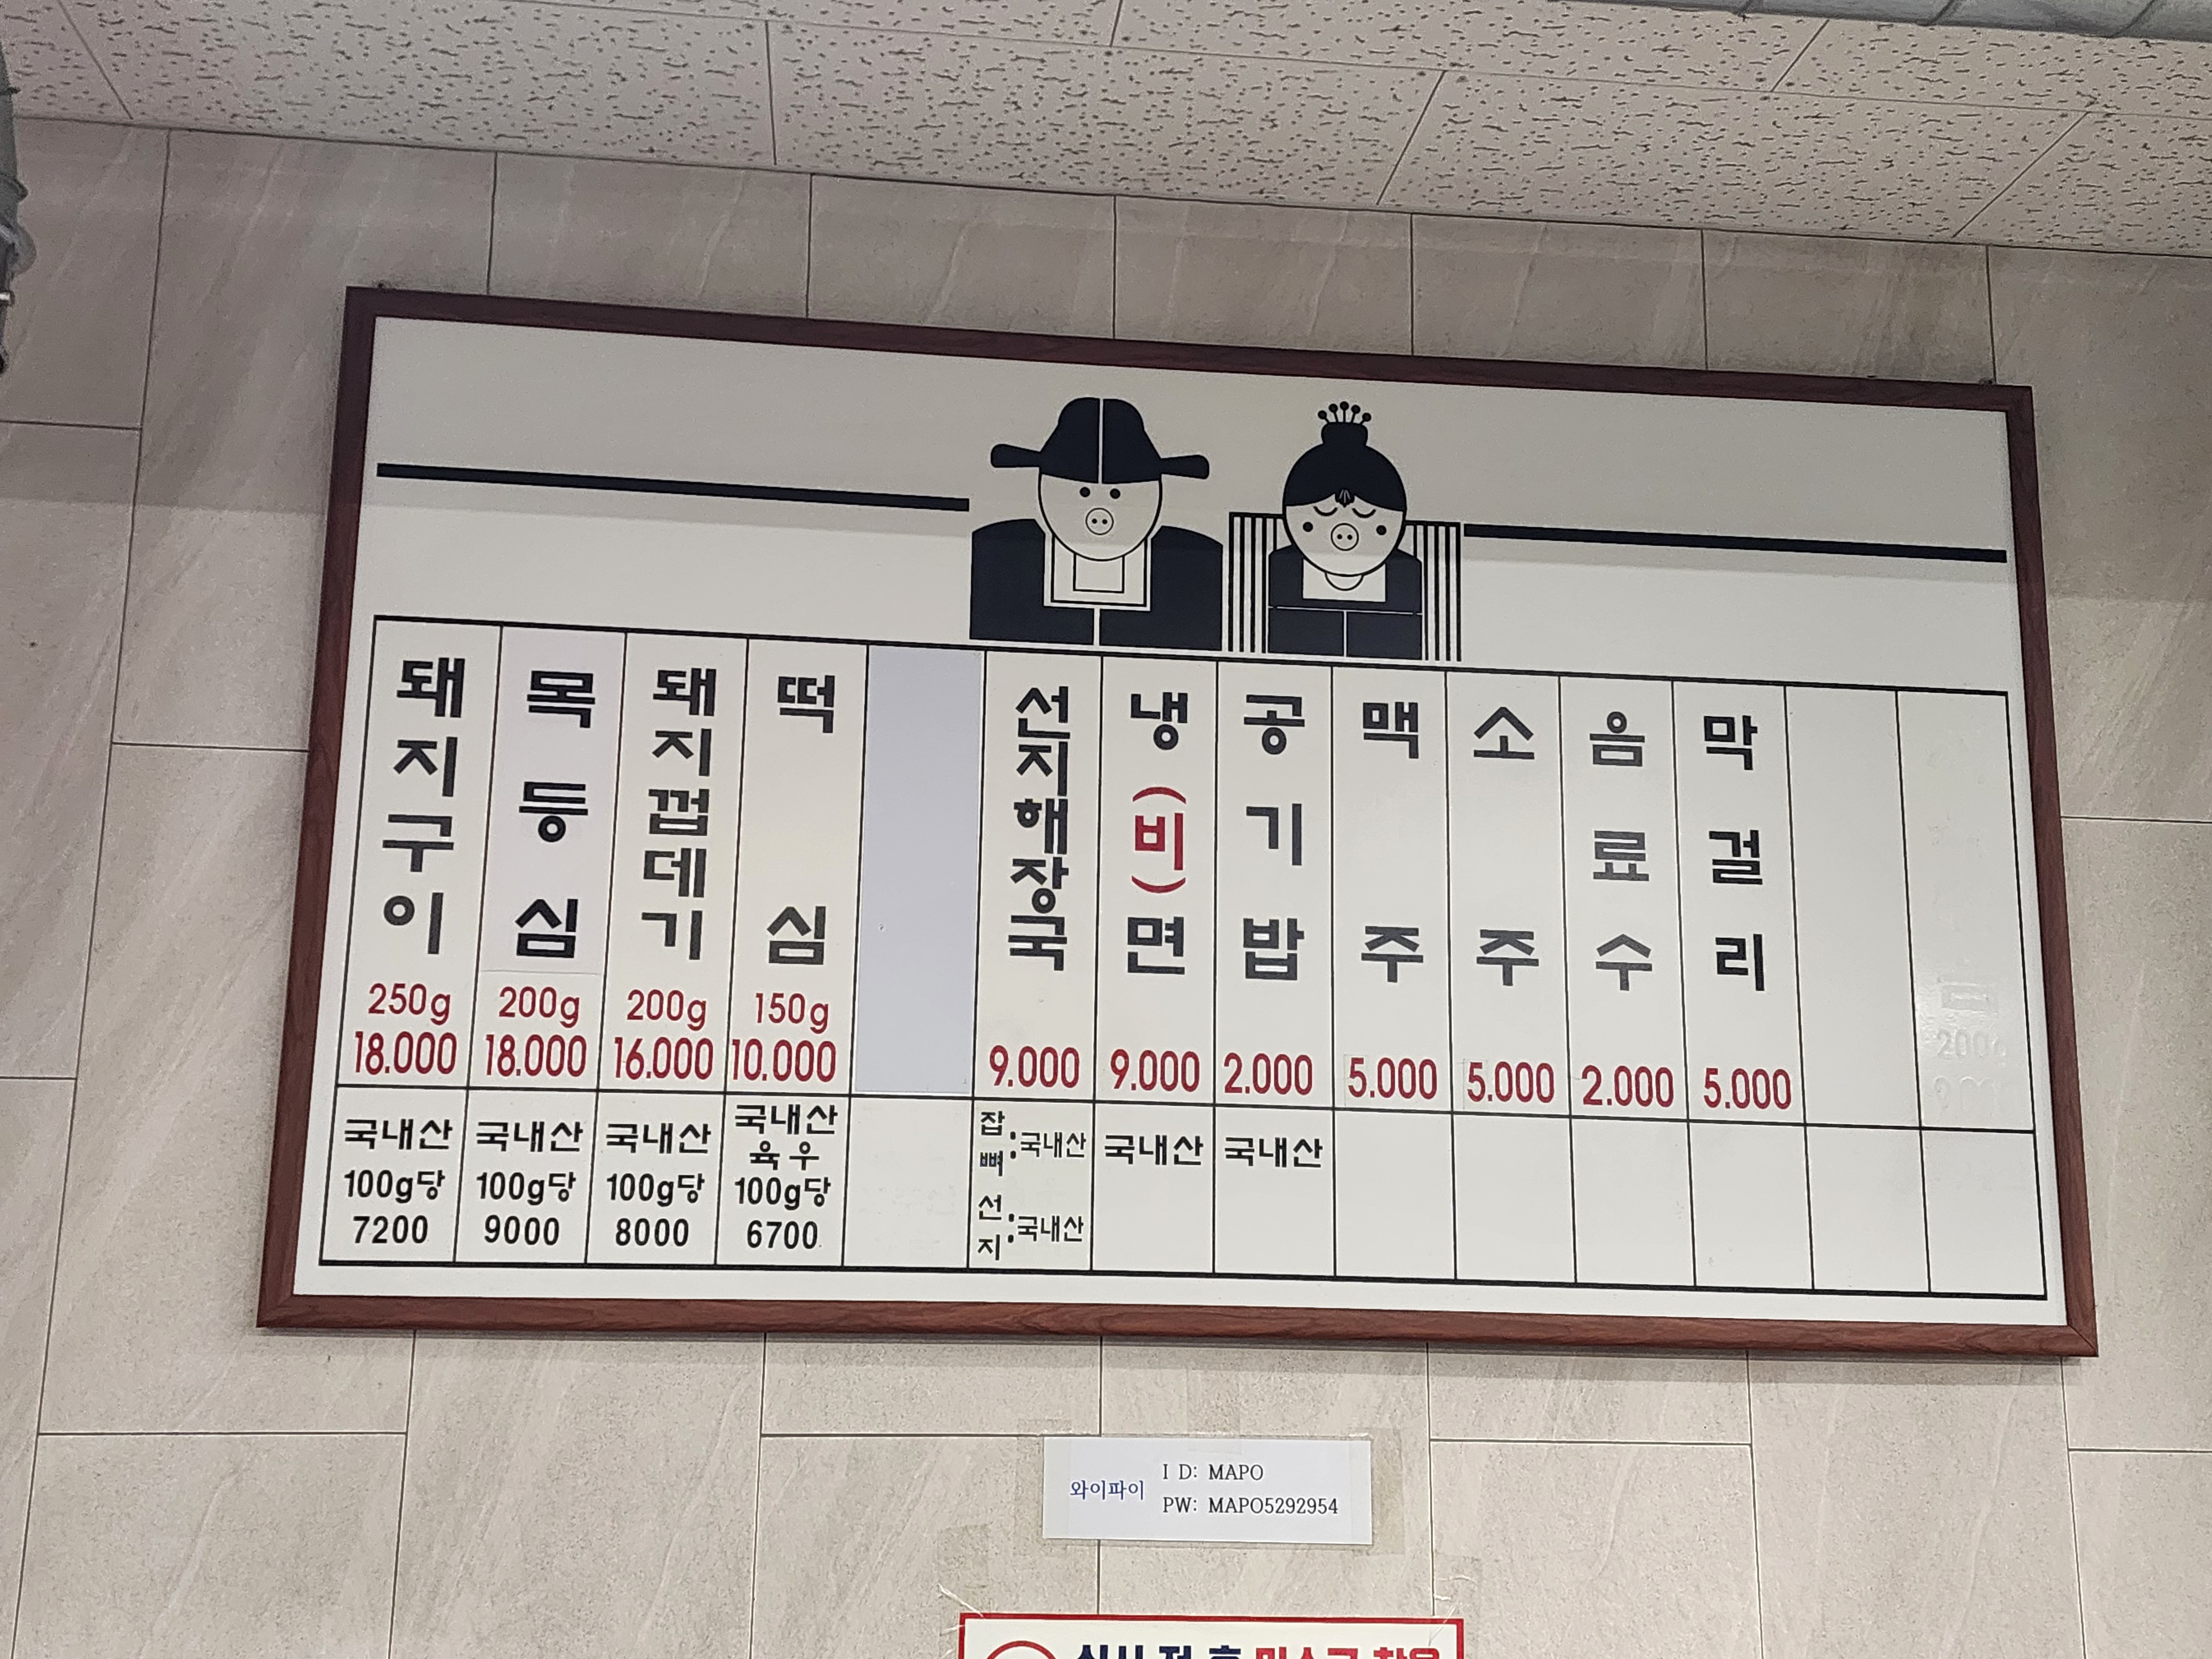 돼지구이
250g
18.000
국내산
100g당
7200
목등심
200g
18.000
국내산
100g당
9000
돼지껍데기
200g
16.000
국내산
100g당
8000
떡심
150g
10.000
국내산
육우
100g당
6700
선지해장국
9.000
잡뼈:국내산
선지:국내산
냉(비)면
9.000
국내산
공기밥
2.000
국내산
맥주
5.000
소주
5.000
음료수
2.000
막걸리
5.000
와이파이
I D: MAPO
PW: MAPO5292954